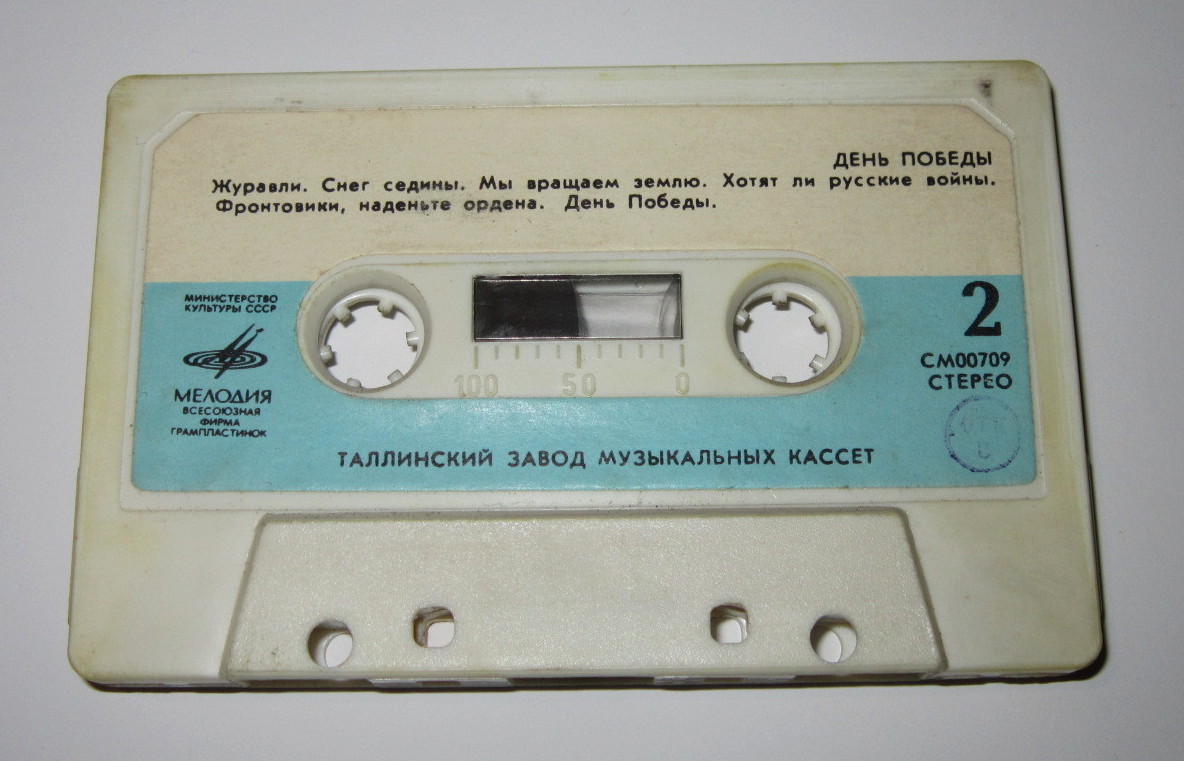 ДЕНЬ ПОБЕДЫ
Журавли. Снег седины. Мы вращаем землю. Хотят ли русские войны.
Фронтовики, наденьте ордена. День Победы.
МИНИСТЕРСТВО
КУЛЬТУРЫ СССР
МЕЛОДИЯ
ВСЕСОЮЗНАЯ
ФИРМА
ГРАМПЛАСТИНОК
100 50 0
2
СМ00709
СТЕРЕО
ТАЛЛИНСКИЙ ЗАВОД МУЗЫКАЛЬНЫХ КАССЕТ